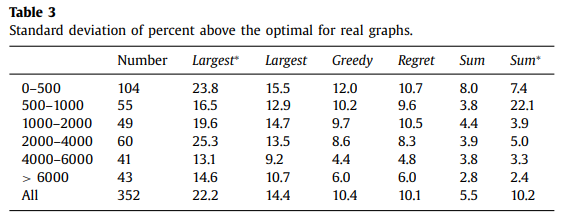 Table 3
Standard deviation of percent above the optimal for real graphs.
Number Largest* Largest Greedy Regret Sum Sum*
0–500 104 23.8 15.5 12.0 10.7 8.0 7.4
500–1000 55 16.5 12.9 10.2 9.6 3.8 22.1
1000–2000 49 19.6 14.7 9.7 10.5 4.4 3.9
2000–4000 60 25.3 13.5 8.6 8.3 3.9 5.0
4000–6000 41 13.1 9.2 4.4 4.8 3.8 3.3
> 6000 43 14.6 10.7 6.0 6.0 2.8 2.4
All 352 22.2 14.4 10.4 10.1 5.5 10.2